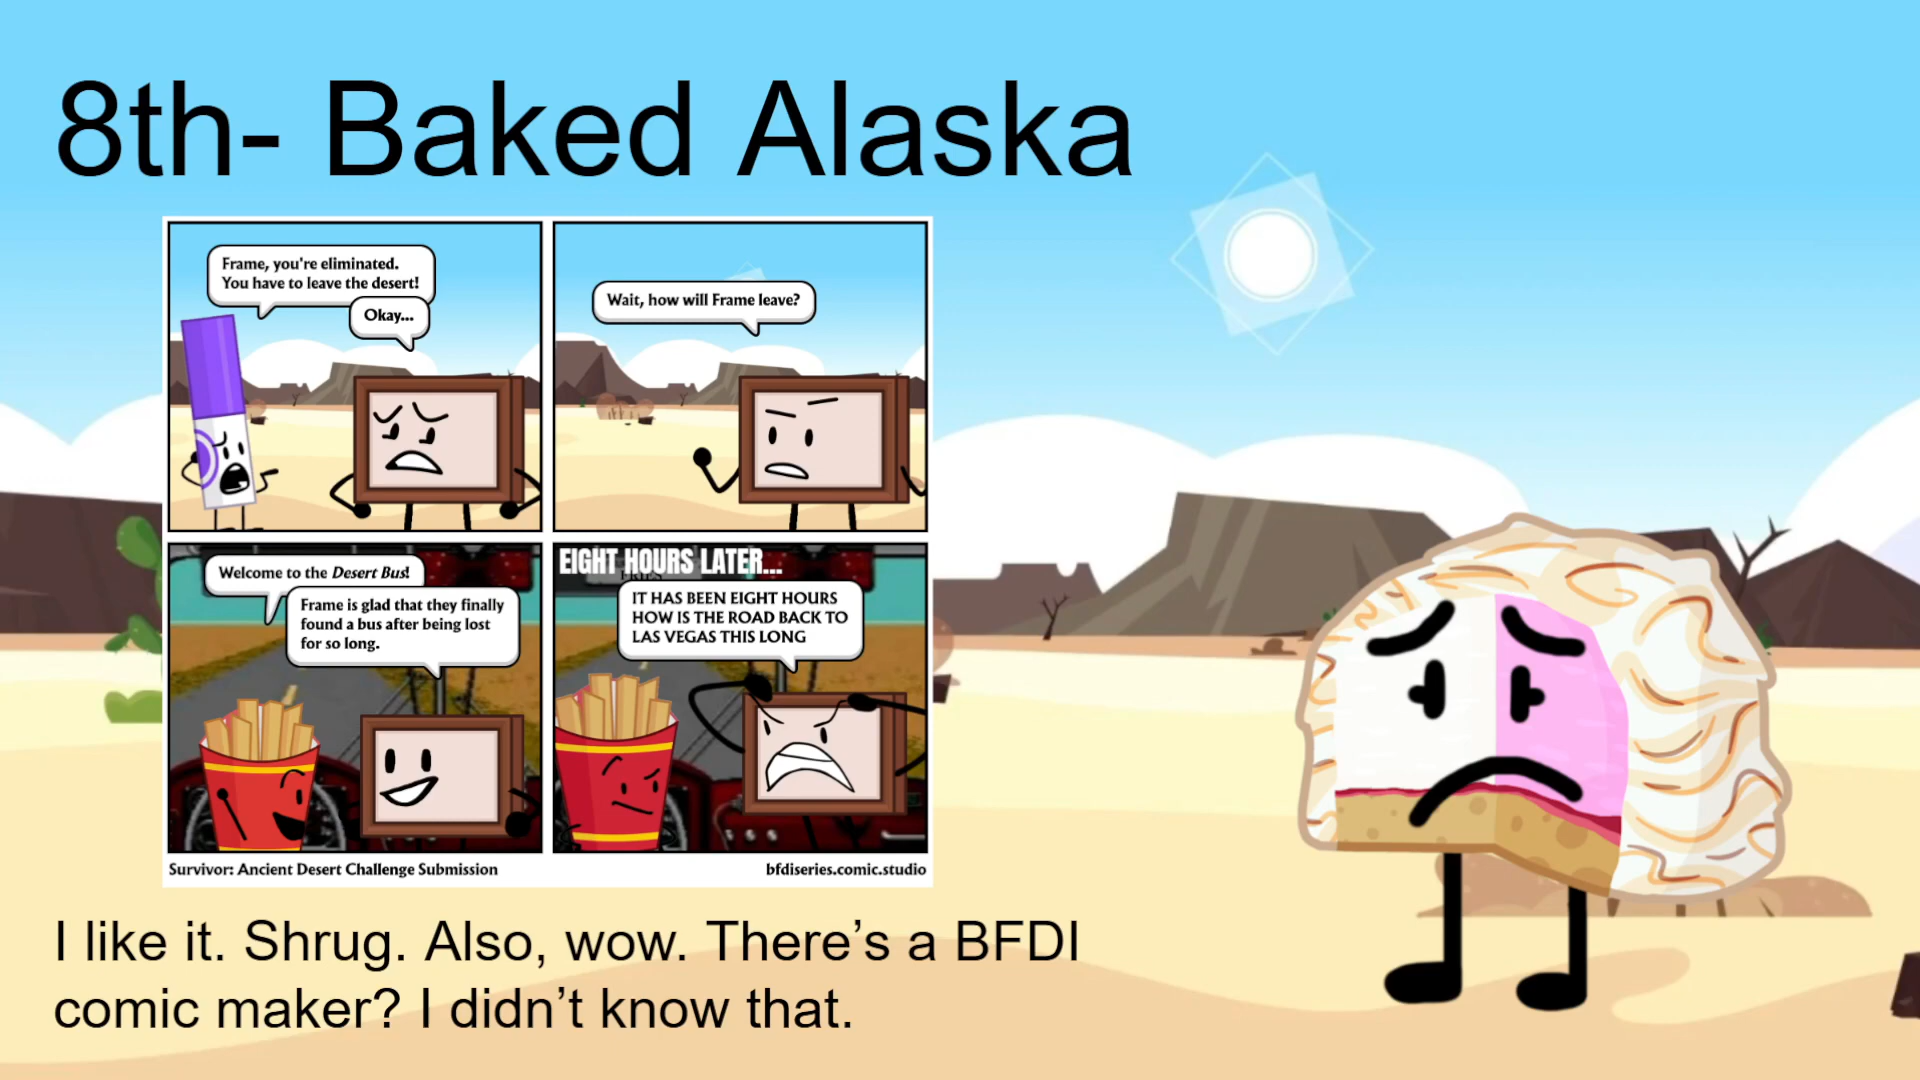 8th- Baked Alaska
Frame, you're eliminated.
You have to leave the desert!
Okay...
Wait, how will Frame leave?
Welcome to the Desert Bus!
Frame is glad that they finally
found a bus after being lost
for so long.
EIGHT HOURS LATER...
IT HAS BEEN EIGHT HOURS
HOW IS THE ROAD BACK TO
LAS VEGAS THIS LONG
Survivor: Ancient Desert Challenge Submission
bfdiseries.comic.studio
I like it. Shrug. Also, wow. There’s a BFDI
comic maker? I didn’t know that.